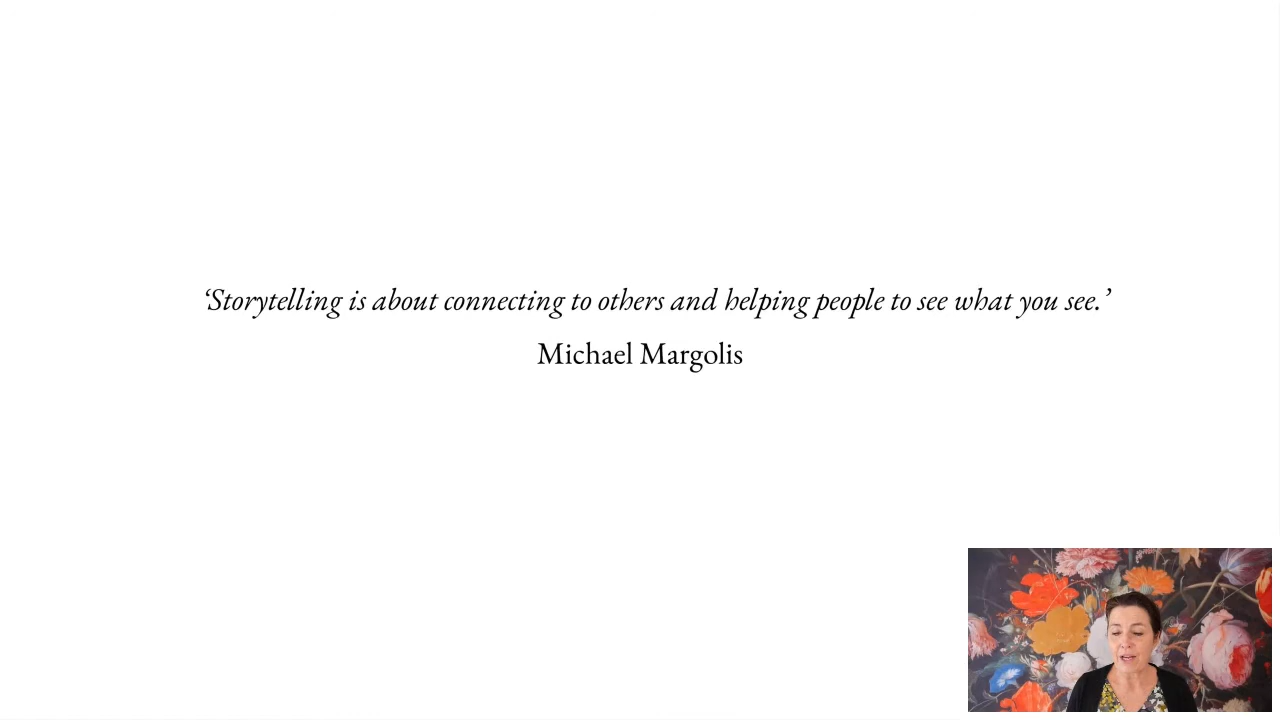 ‘Storytelling is about connecting to others and helping people to see what you see.’
Michael Margolis